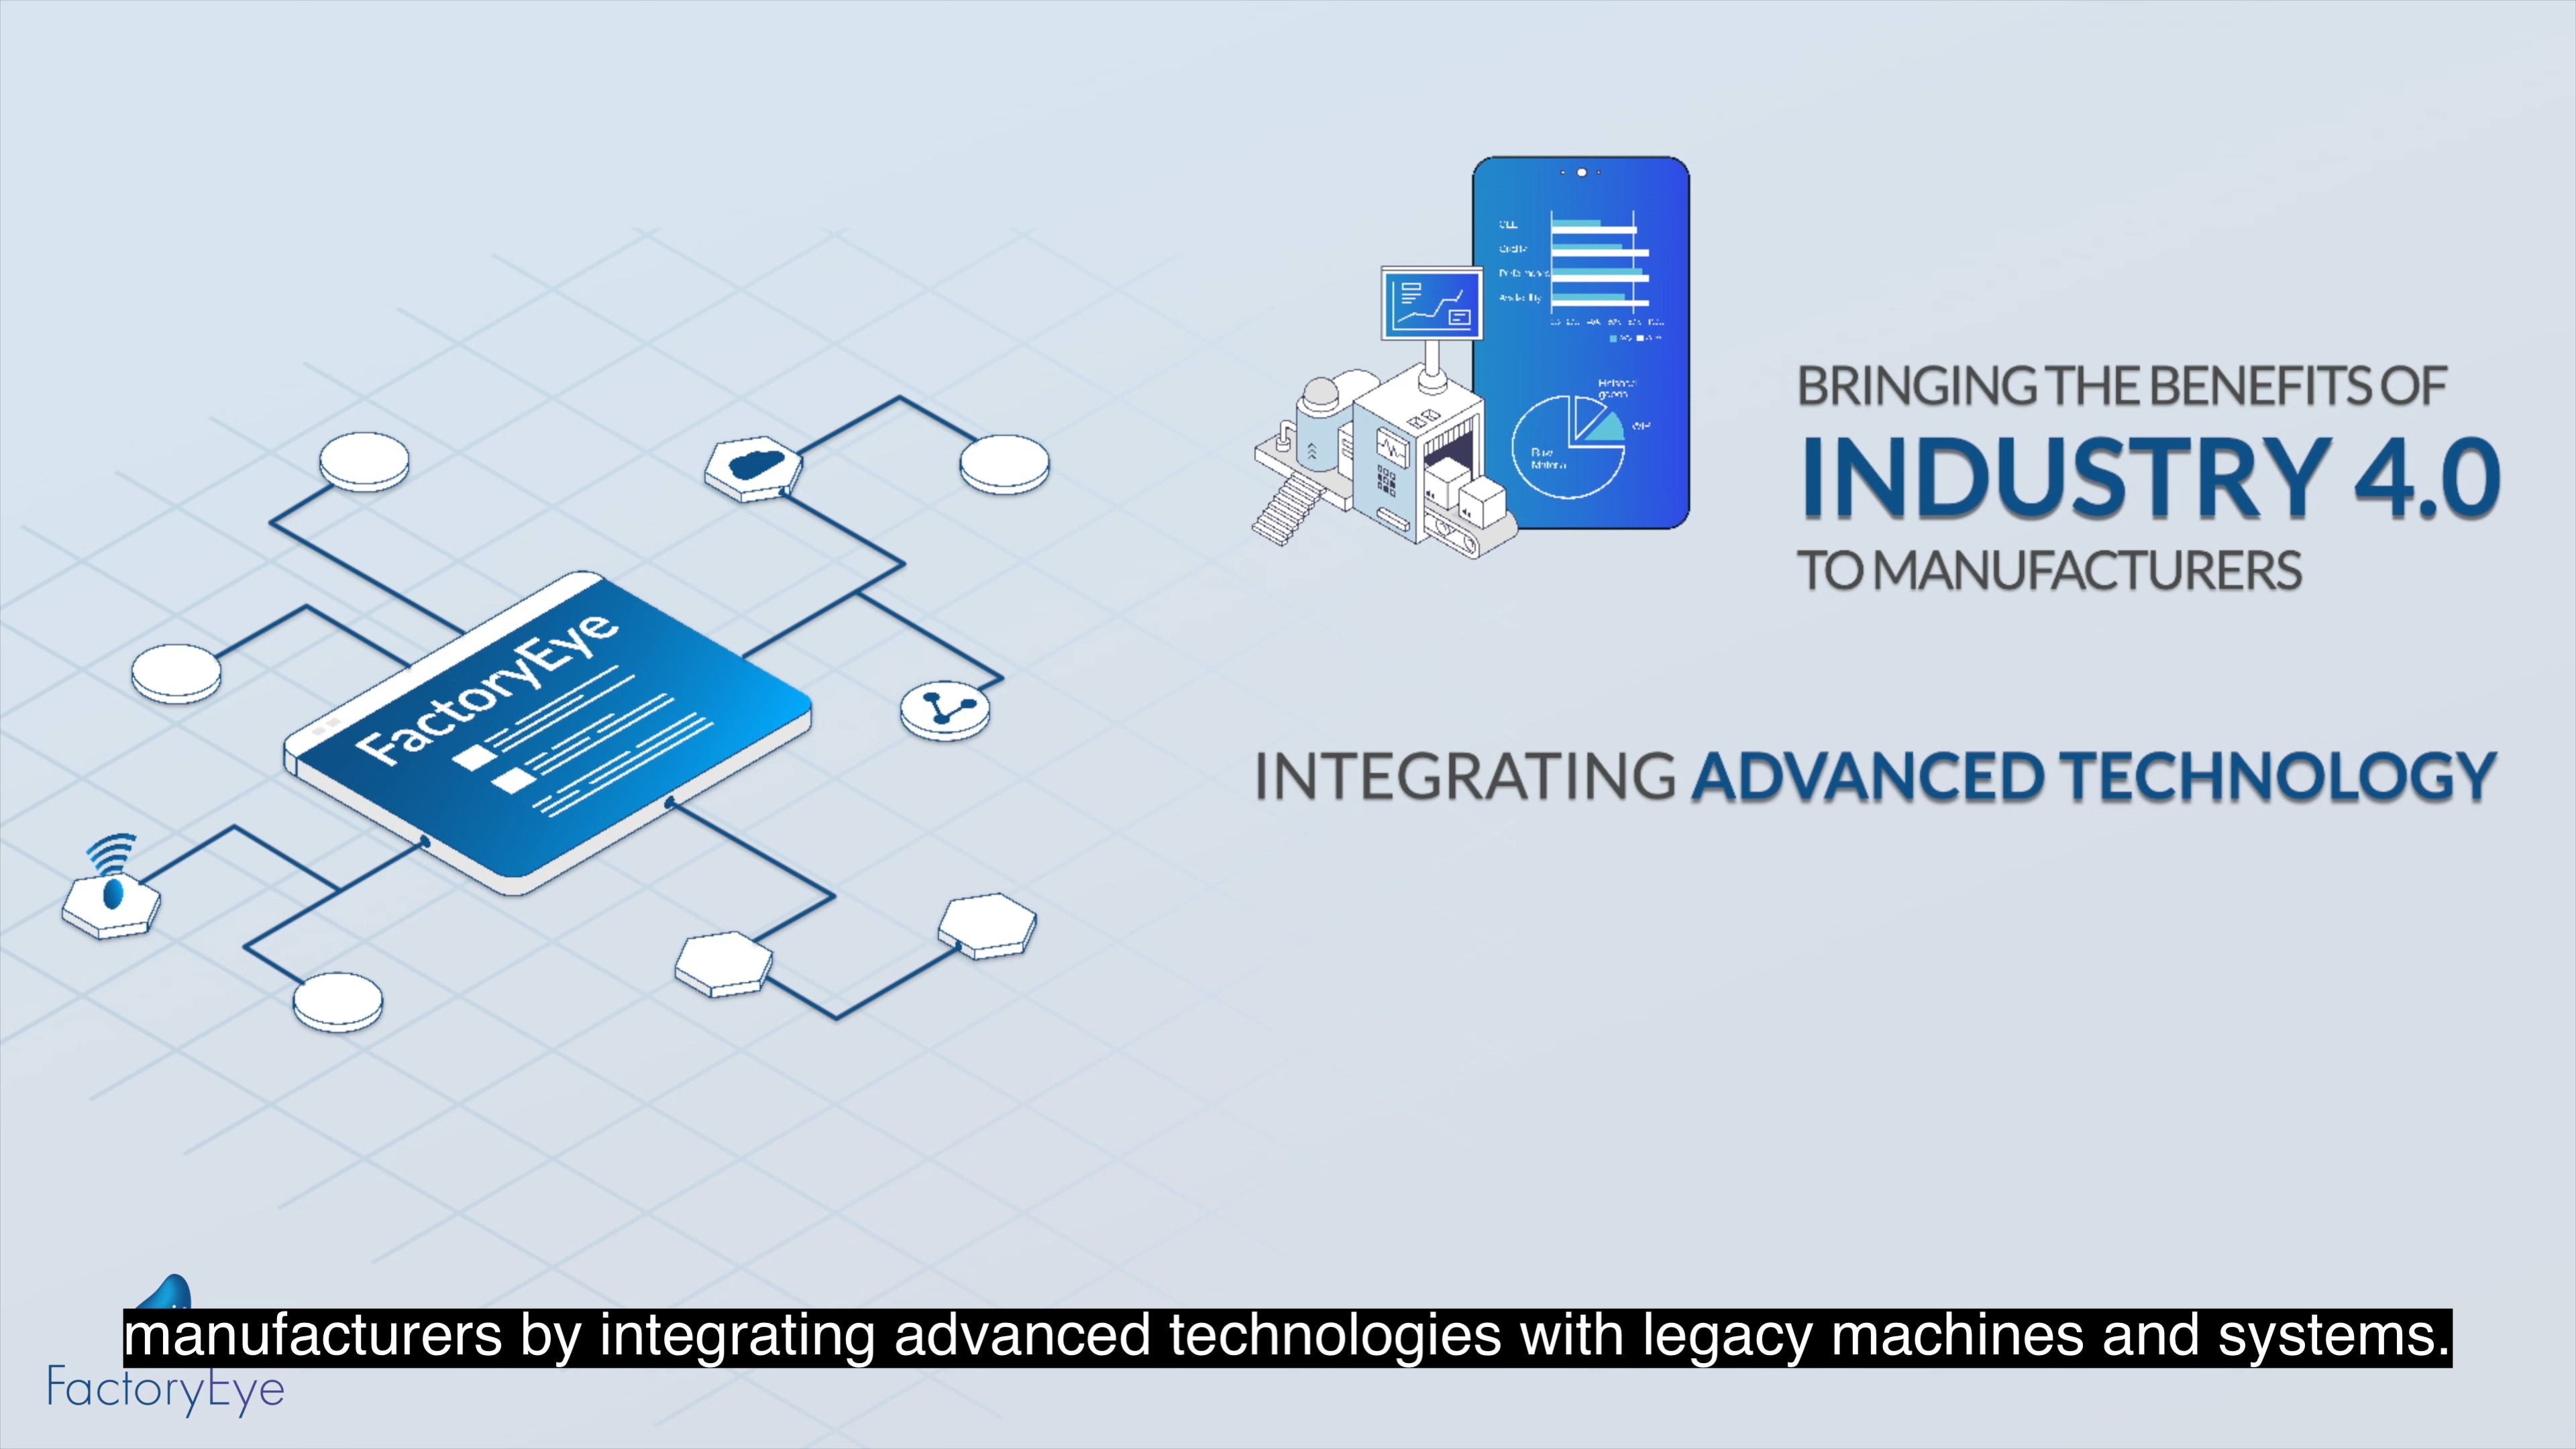 BRINGING THE BENEFITS OF
INDUSTRY 4.0
TO MANUFACTURERS
INTEGRATING ADVANCED TECHNOLOGY
FactoryEye
manufacturers by integrating advanced technologies with legacy machines and systems.
FactoryEye